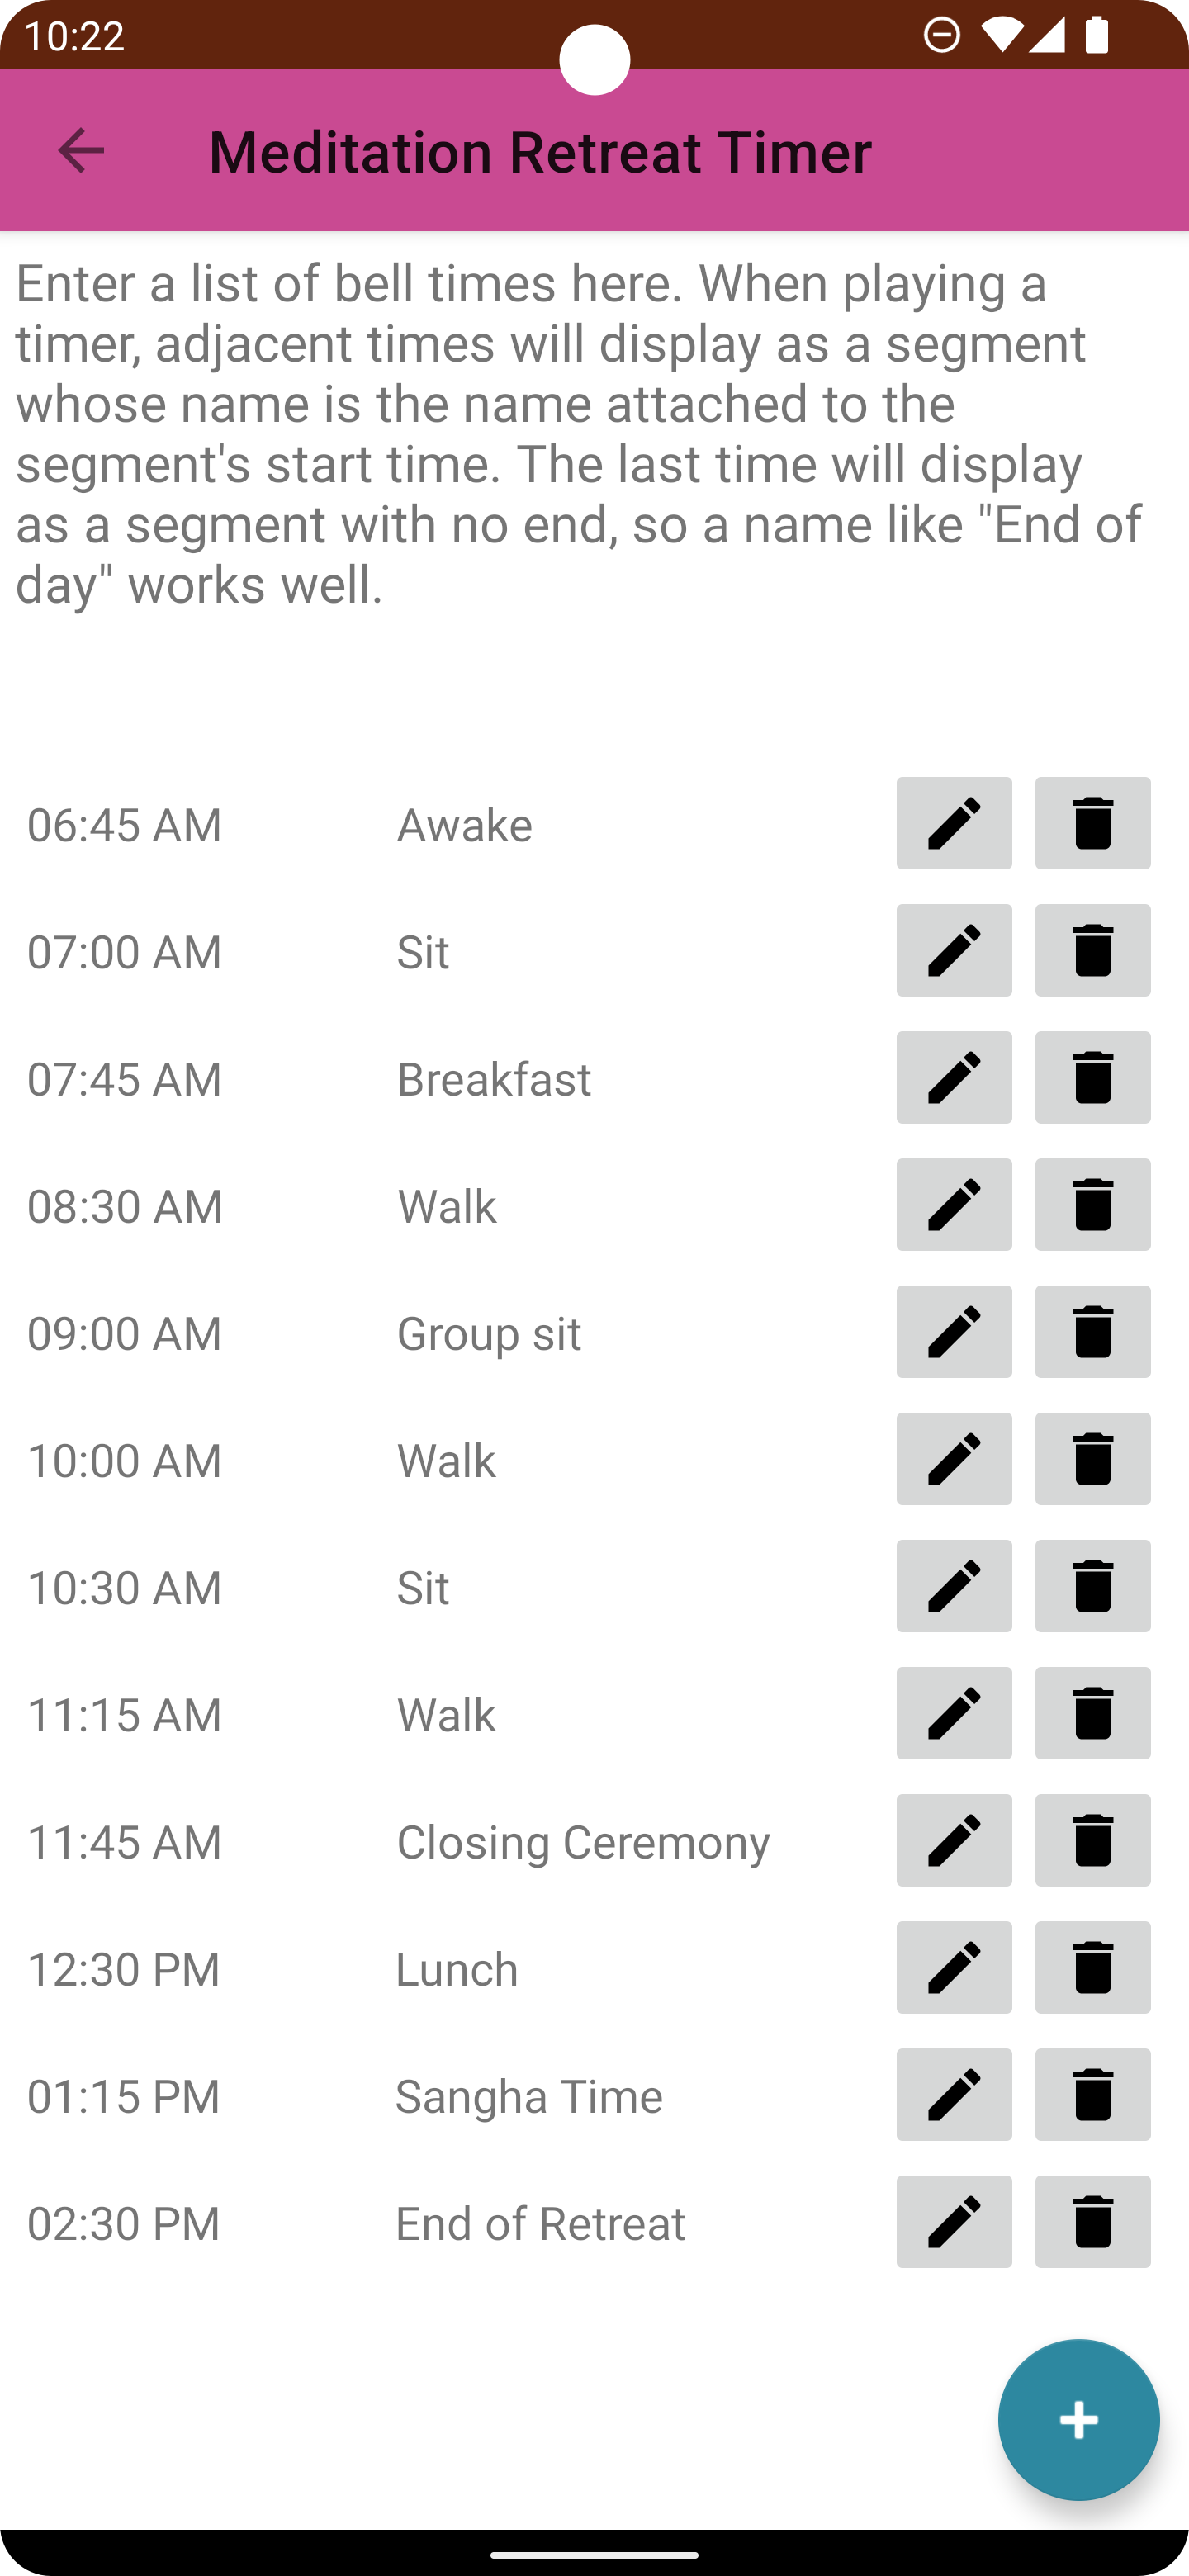 10:22
Meditation Retreat Timer
Enter a list of bell times here. When playing a
timer, adjacent times will display as a segment
whose name is the name attached to the
segment's start time. The last time will display
as a segment with no end, so a name like "End of
day" works well.
06:45 AM Awake
07:00 AM Sit
07:45 AM Breakfast
08:30 AM Walk
09:00 AM Group sit
10:00 AM Walk
10:30 AM Sit
11:15 AM Walk
11:45 AM Closing Ceremony
12:30 PM Lunch
01:15 PM Sangha Time
02:30 PM End of Retreat